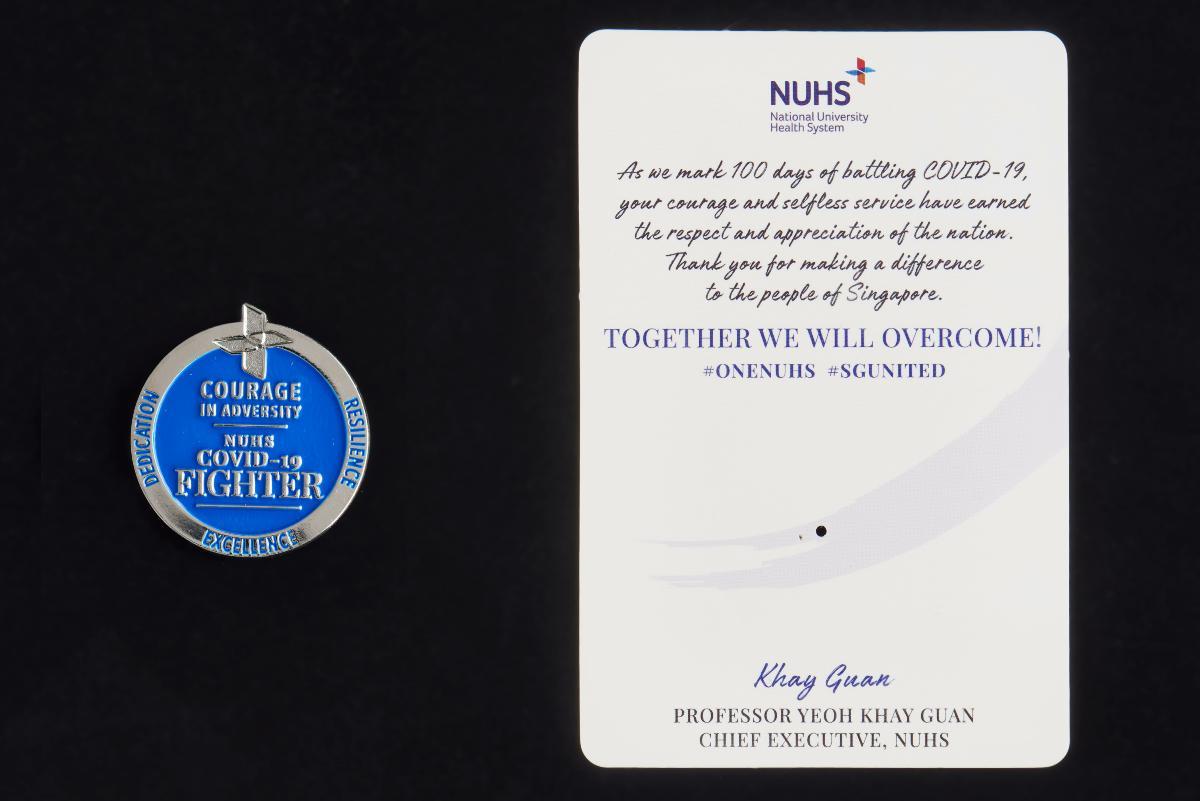 COURAGE
IN ADVERSITY
NUHS
COVID-19
FIGHTER
DEDICATION
RESILIENCE
EXCELLENCE
NUHS
National University
Health System
As we mark 100 days of battling COVID-19,
your courage and selfless service have earned
the respect and appreciation of the nation.
Thank you for making a difference
to the people of Singapore.
TOGETHER WE WILL OVERCOME!
#ONENUHS #SGUNITED
Khay Guan
PROFESSOR YEOH KHAY GUAN
CHIEF EXECUTIVE, NUHS